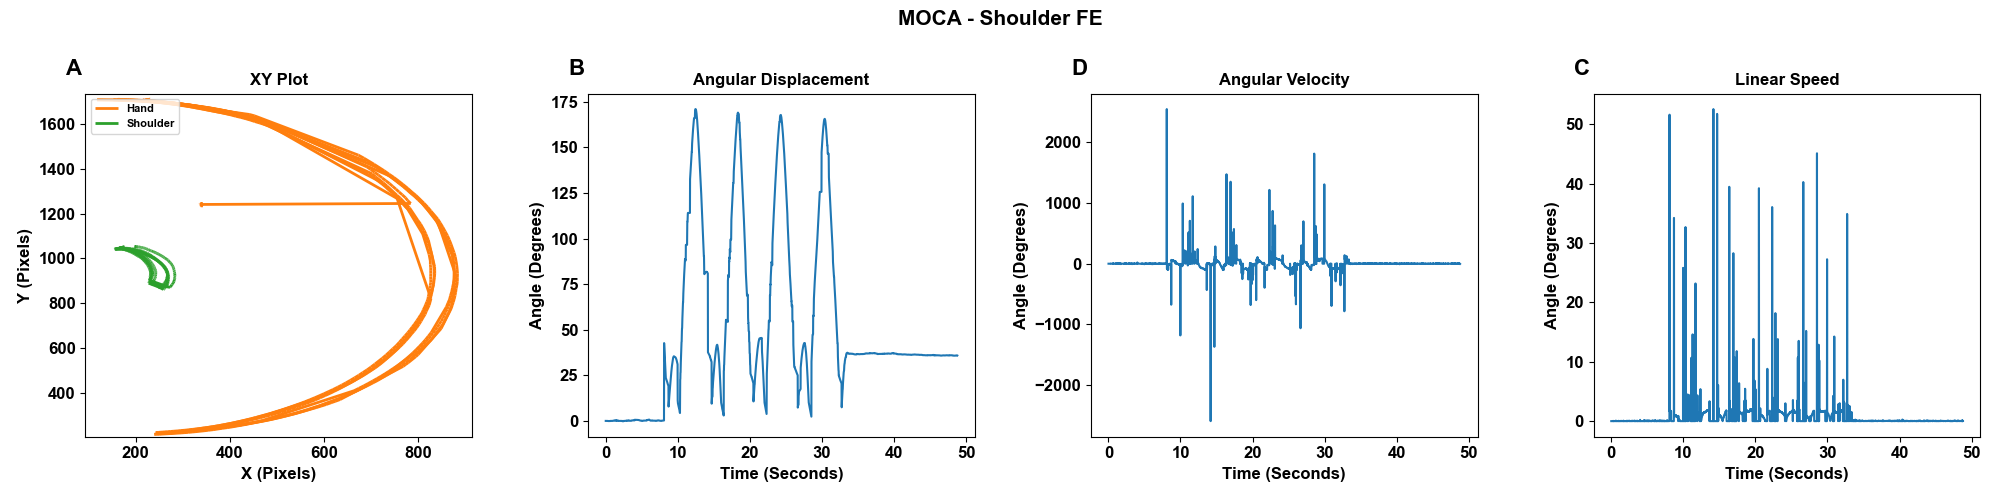 MOCA - Shoulder FE
A
XY Plot
Hand
Shoulder
1600
1400
1200
1000
800
600
400
200
400
600
800
X (Pixels)
Y (Pixels)
B
Angular Displacement
175
150
125
100
75
50
25
0
0
10
20
30
40
50
Time (Seconds)
Angle (Degrees)
D
Angular Velocity
2000
1000
0
−1000
−2000
0
10
20
30
40
50
Time (Seconds)
Angle (Degrees)
C
Linear Speed
50
40
30
20
10
0
0
10
20
30
40
50
Time (Seconds)
Angle (Degrees)